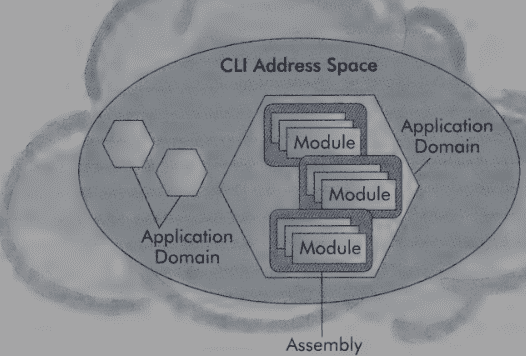 CLI Address Space
Module
Application
Domain
Module
Application
Domain
Module
Assembly